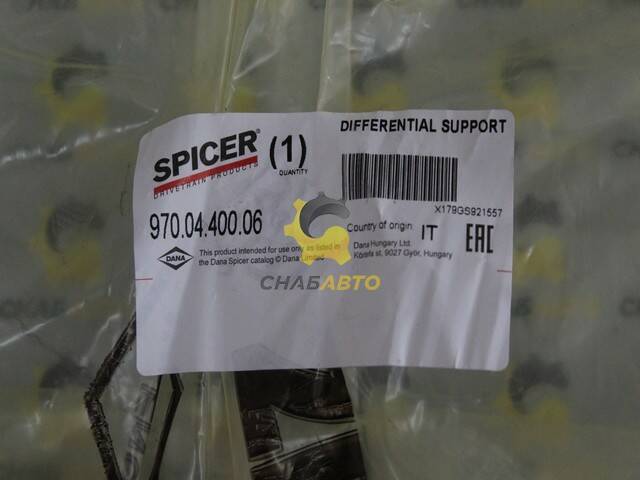 SPICER®
DRIVETRAIN PRODUCTS
(1)
QUANTITY
DIFFERENTIAL SUPPORT
X179GS921557
970.04.400.06
DANA
This product intended for use only as listed in
the Dana Spicer catalog © Dana Limited
Country of origin IT
Dana Hungary Ltd.
9027 Győr, Hungary
EAC
СНАБАВТО